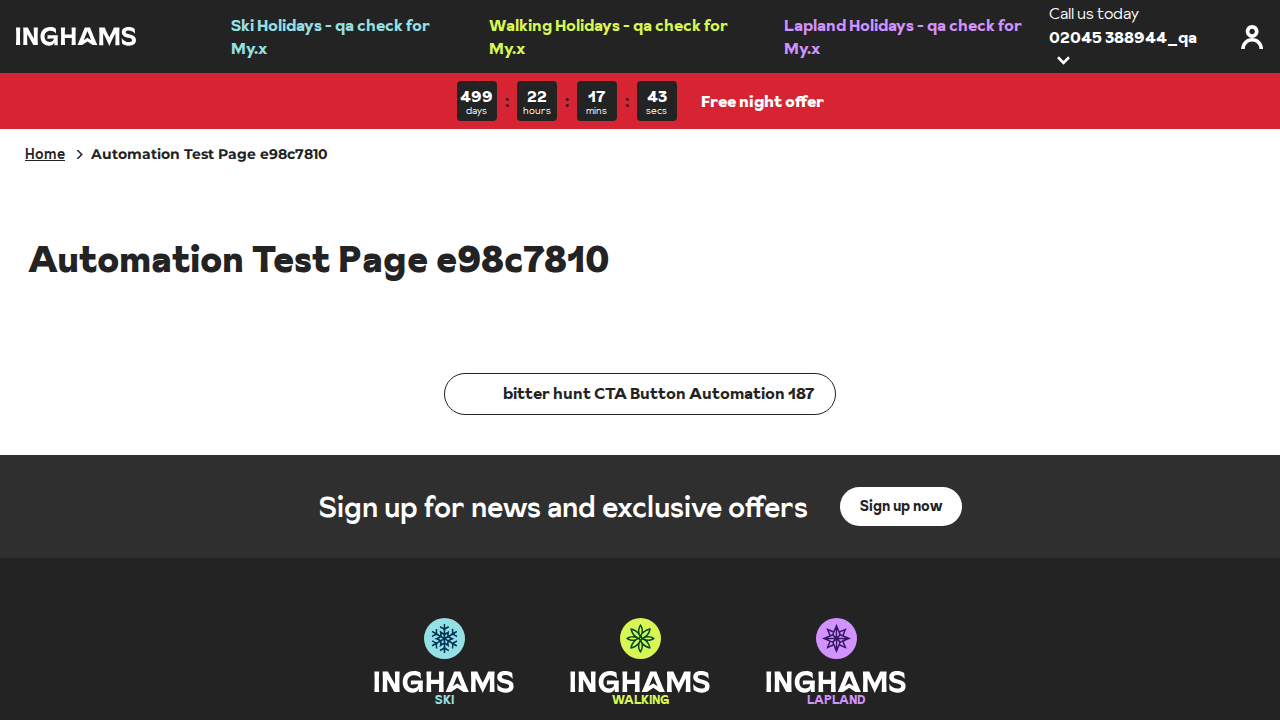 INGHAMS
Ski Holidays - qa check for
My.x
Walking Holidays - qa check for
My.x
Lapland Holidays - qa check for
My.x
Call us today
02045 388944_qa
499 : 22 : 17 : 43
days hours mins secs
Free night offer
Home > Automation Test Page e98c7810
Automation Test Page e98c7810
bitter hunt CTA Button Automation 187
Sign up for news and exclusive offers
Sign up now
INGHAMS INGHAMS INGHAMS
SKI WALKING LAPLAND